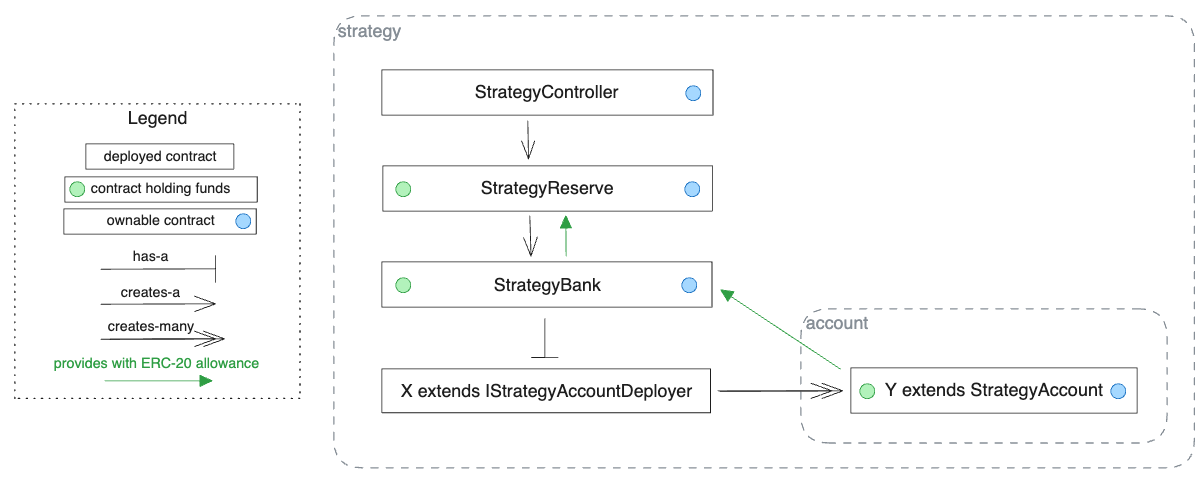 Legend
deployed contract
contract holding funds
ownable contract
has-a
creates-a
creates-many
provides with ERC-20 allowance
strategy
StrategyController
StrategyReserve
StrategyBank
X extends IStrategyAccountDeployer
account
Y extends StrategyAccount